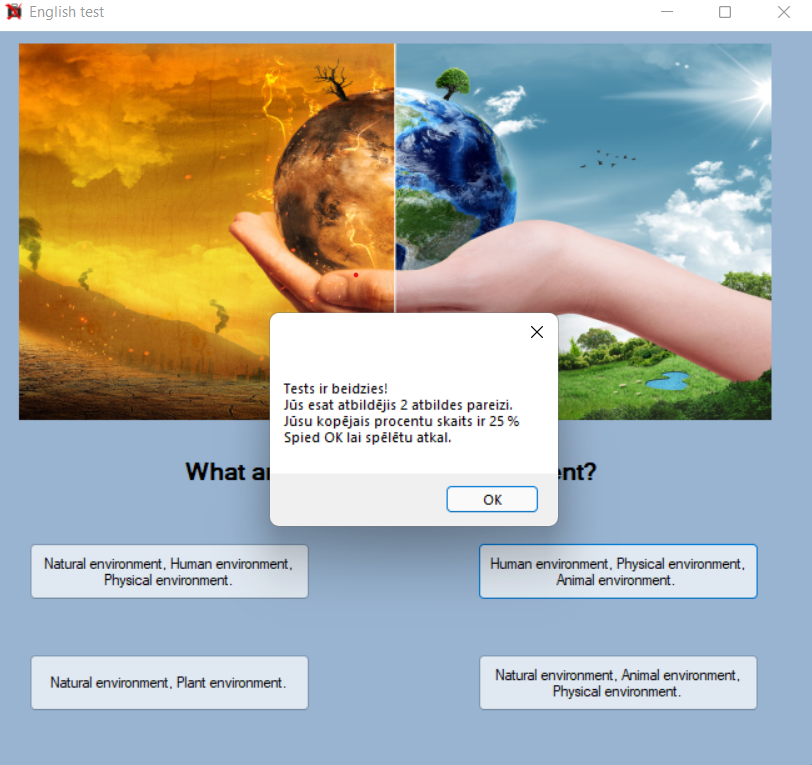 English test
Tests ir beidzies!
Jūs esat atbildējis 2 atbildes pareizi.
Jūsu kopējais procentu skaits ir 25 %
Spied OK lai spēlētu atkal.
OK
What
Natural environment, Human environment,
Physical environment.
Human environment, Physical environment,
Animal environment.
Natural environment, Plant environment.
Natural environment, Animal environment,
Physical environment.